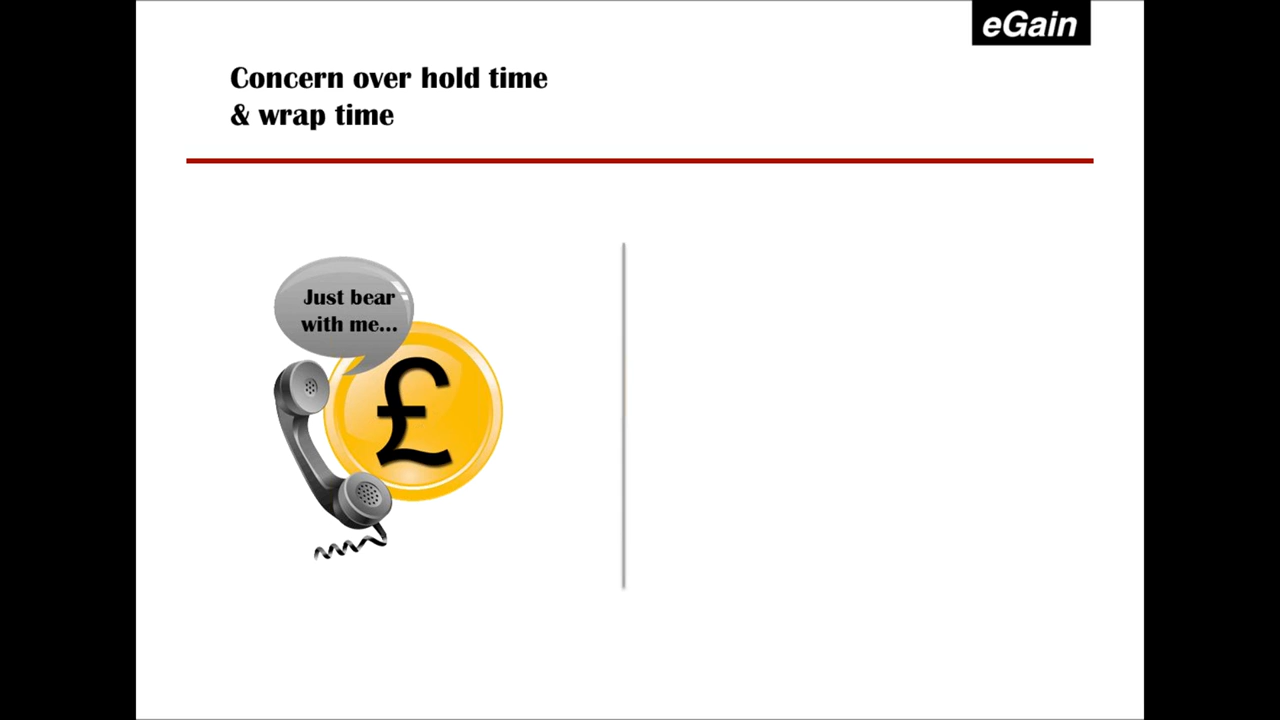 eGain
Concern over hold time
& wrap time
Just bear
with me...
£